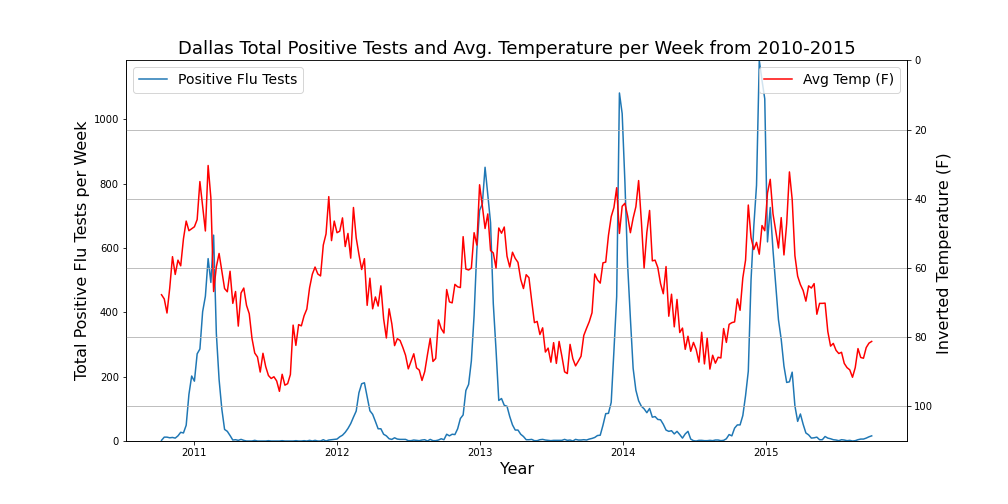 Dallas Total Positive Tests and Avg. Temperature per Week from 2010-2015
Positive Flu Tests
Avg Temp (F)
Total Positive Flu Tests per Week
1000
800
600
400
200
0
0
20
40
60
80
100
Inverted Temperature (F)
2011 2012 2013 2014 2015
Year